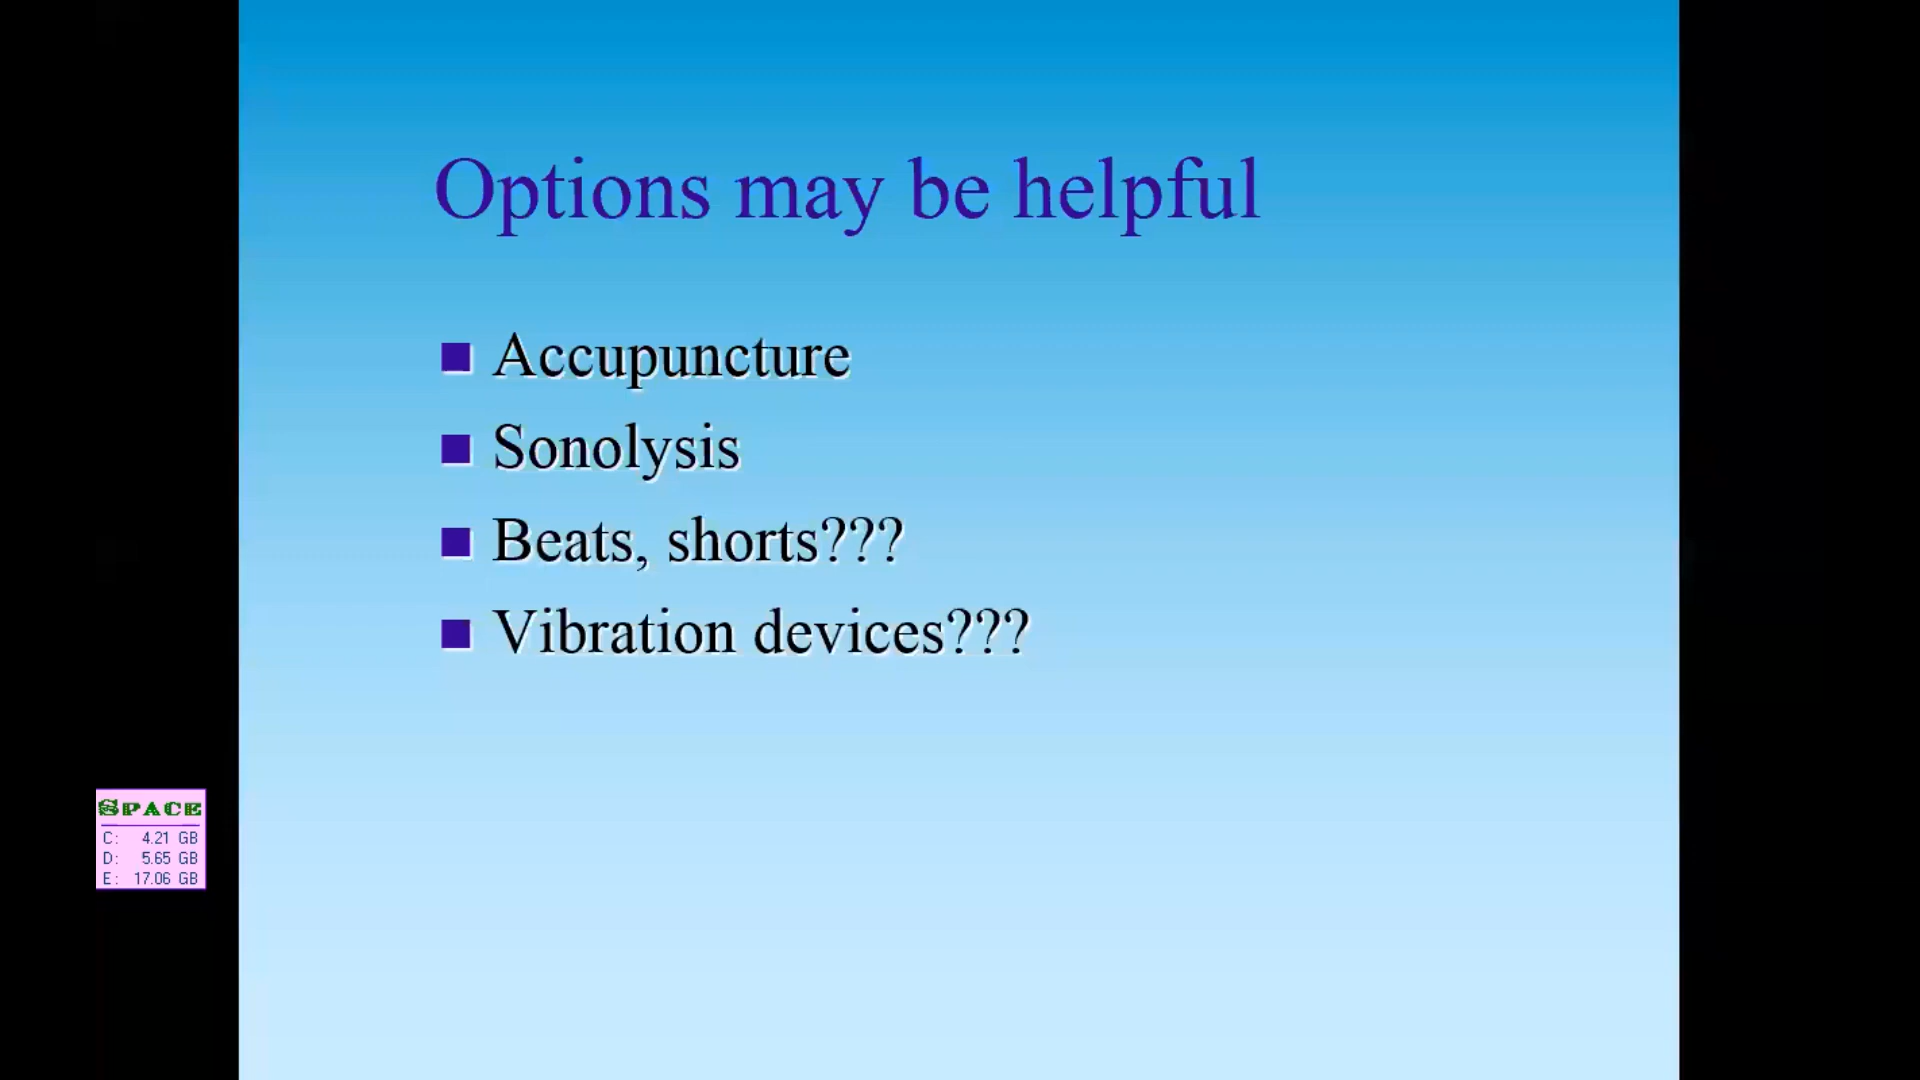 Options may be helpful
Accupuncture
Sonolysis
Beats, shorts???
Vibration devices???
SPACE
C: 4.21 GB
D: 5.65 GB
E: 17.06 GB